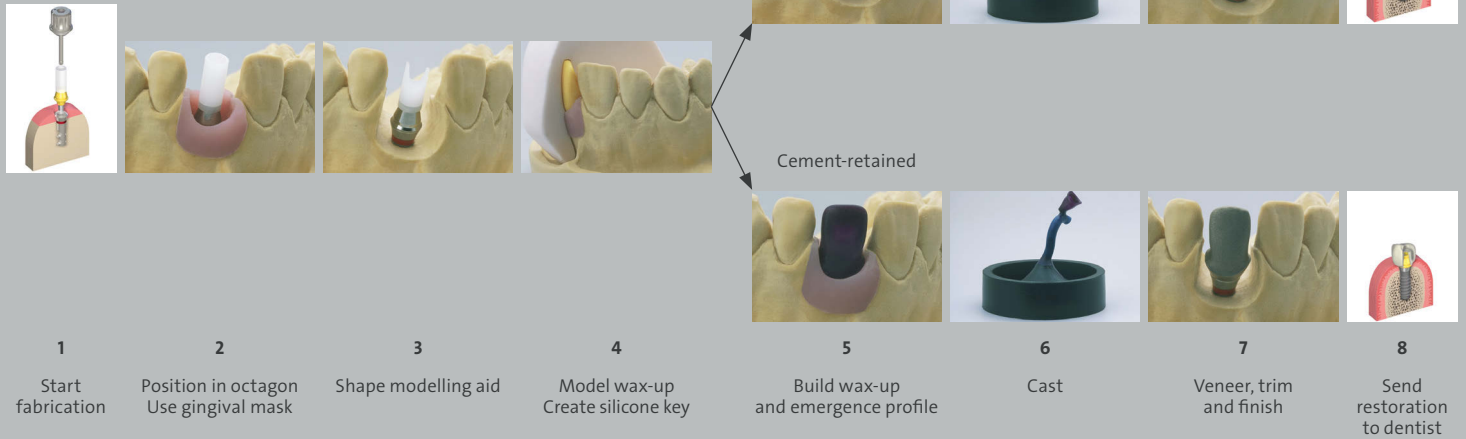 Cement-retained
1
Start
fabrication
2
Position in octagon
Use gingival mask
3
Shape modelling aid
4
Model wax-up
Create silicone key
5
Build wax-up
and emergence profile
6
Cast
7
Veneer, trim
and finish
8
Send
restoration
to dentist